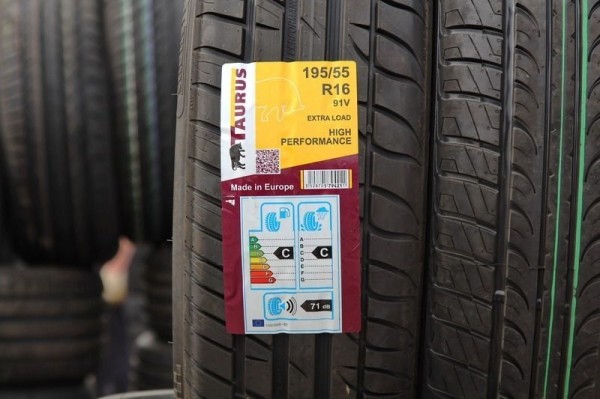 TAURUS
195/55
R16
91V
EXTRA LOAD
HIGH
PERFORMANCE
Made in Europe
C
A
B
C
D
E
F
G
C
71 dB